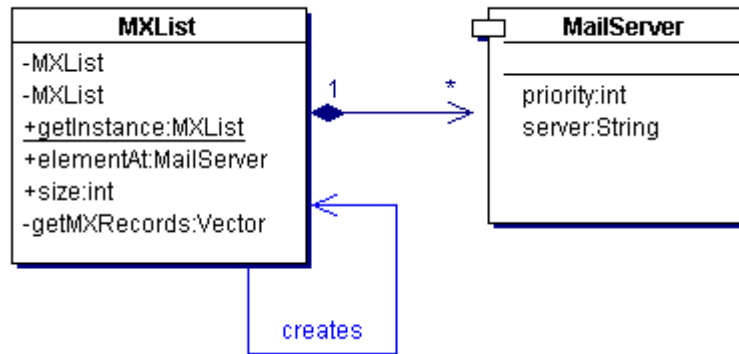 MXList
-MXList
-MXList
+getInstance:MXList
+elementAt:MailServer
+size:int
-getMXRecords:Vector
1
*
MailServer
priority:int
server:String
creates